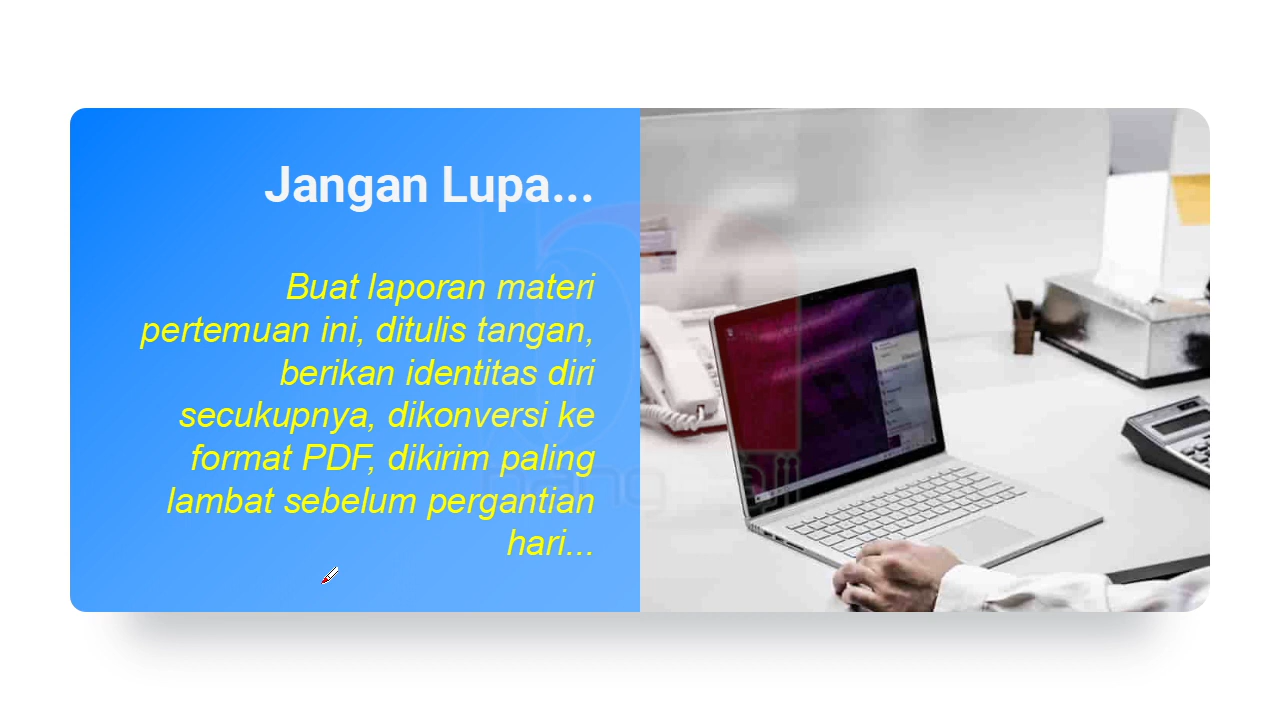 Jangan Lupa...
Buat laporan materi
pertemuan ini, ditulis tangan,
berikan identitas diri
secukupnya, dikonversi ke
format PDF, dikirim paling
lambat sebelum pergantian
hari...